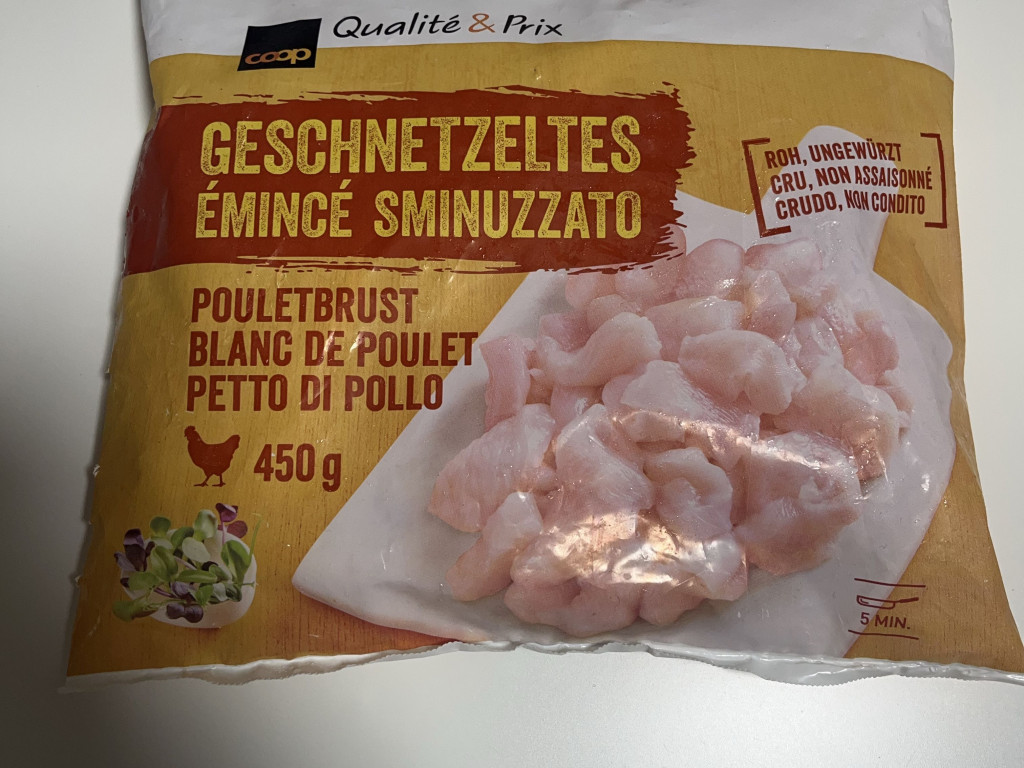 coop
Qualité & Prix
GESCHNETZELTES
ÉMINCÉ SMINUZZATO
ROH, UNGEWÜRZT
CRU, NON ASSAISONNÉ
CRUDO, NON CONDITO
POULETBRUST
BLANC DE POULET
PETTO DI POLLO
450 g
5 MIN.